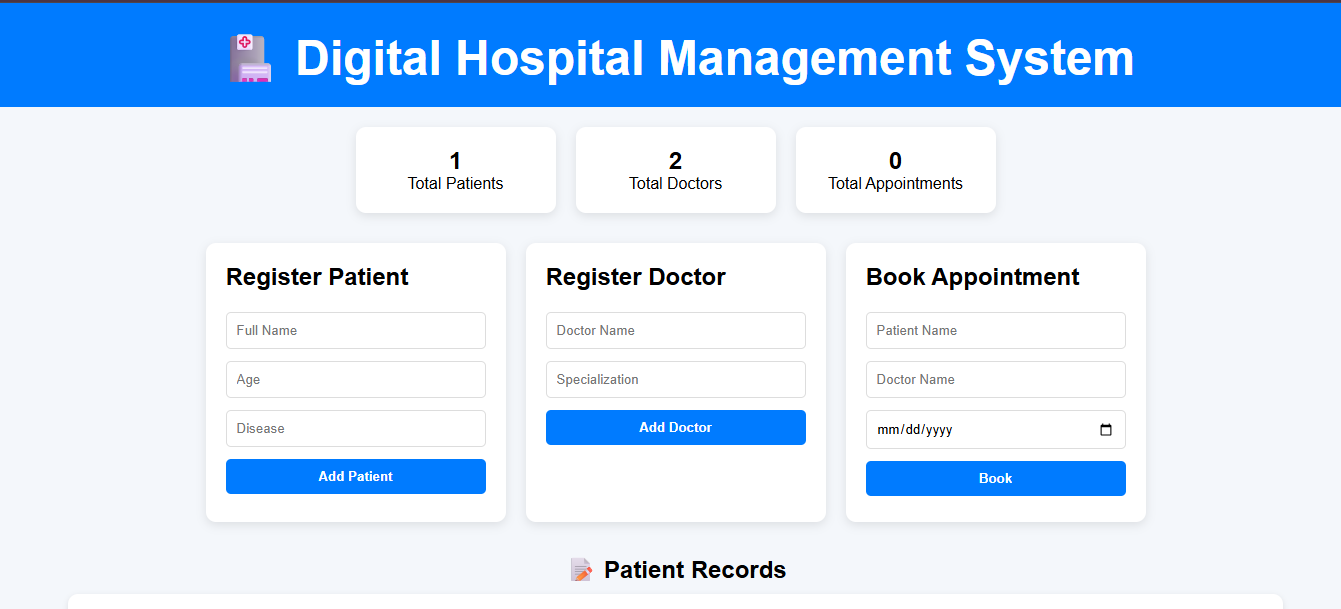 Digital Hospital Management System
1
Total Patients
2
Total Doctors
0
Total Appointments
Register Patient
Full Name
Age
Disease
Add Patient
Register Doctor
Doctor Name
Specialization
Add Doctor
Book Appointment
Patient Name
Doctor Name
mm/dd/yyyy
Book
Patient Records